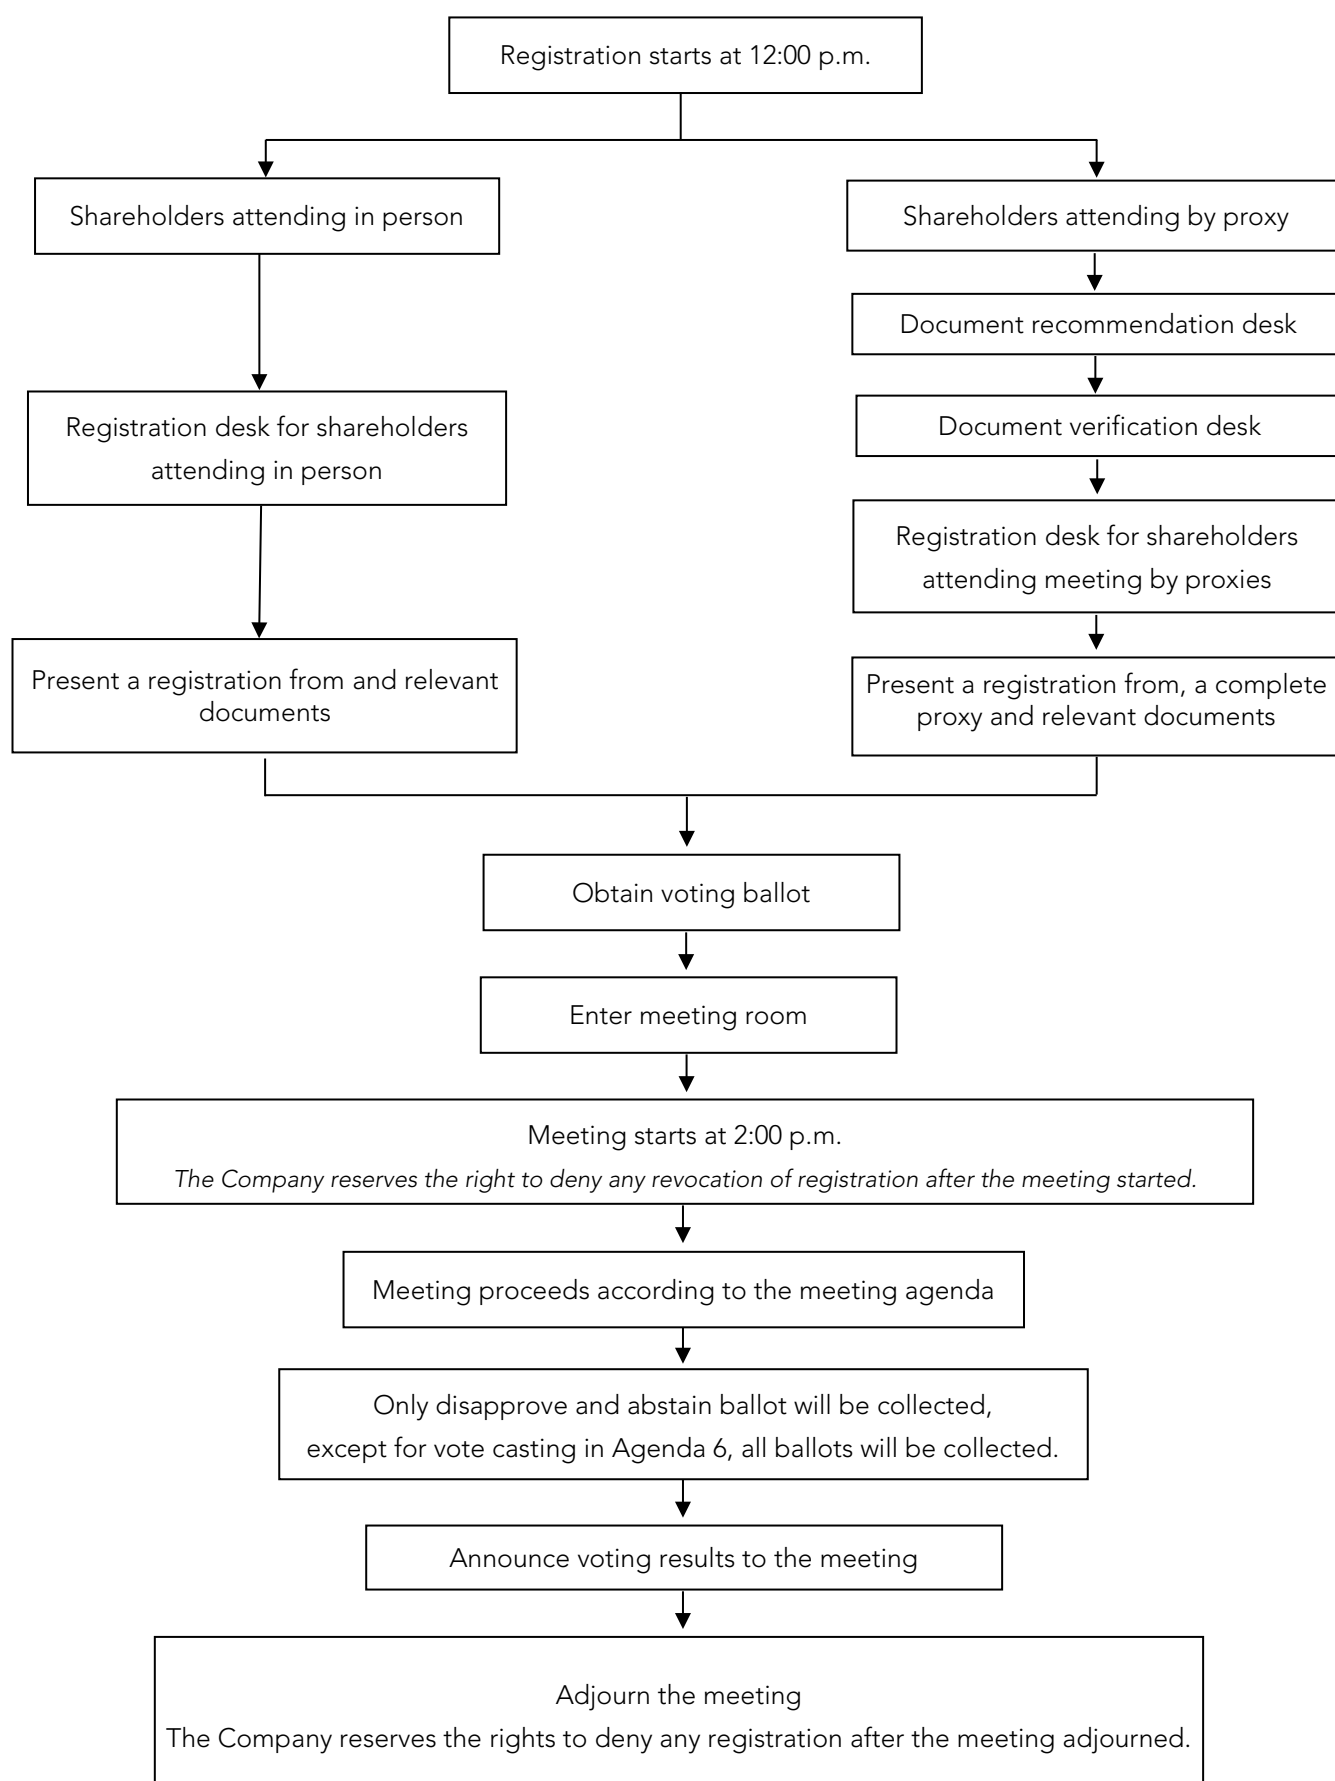 Registration starts at 12:00 p.m.
Shareholders attending in person
Shareholders attending by proxy
Document recommendation desk
Document verification desk
Registration desk for shareholders
attending in person
Registration desk for shareholders
attending meeting by proxies
Present a registration from and relevant
documents
Present a registration from, a complete
proxy and relevant documents
Obtain voting ballot
Enter meeting room
Meeting starts at 2:00 p.m.
The Company reserves the right to deny any revocation of registration after the meeting started.
Meeting proceeds according to the meeting agenda
Only disapprove and abstain ballot will be collected,
except for vote casting in Agenda 6, all ballots will be collected.
Announce voting results to the meeting
Adjourn the meeting
The Company reserves the rights to deny any registration after the meeting adjourned.